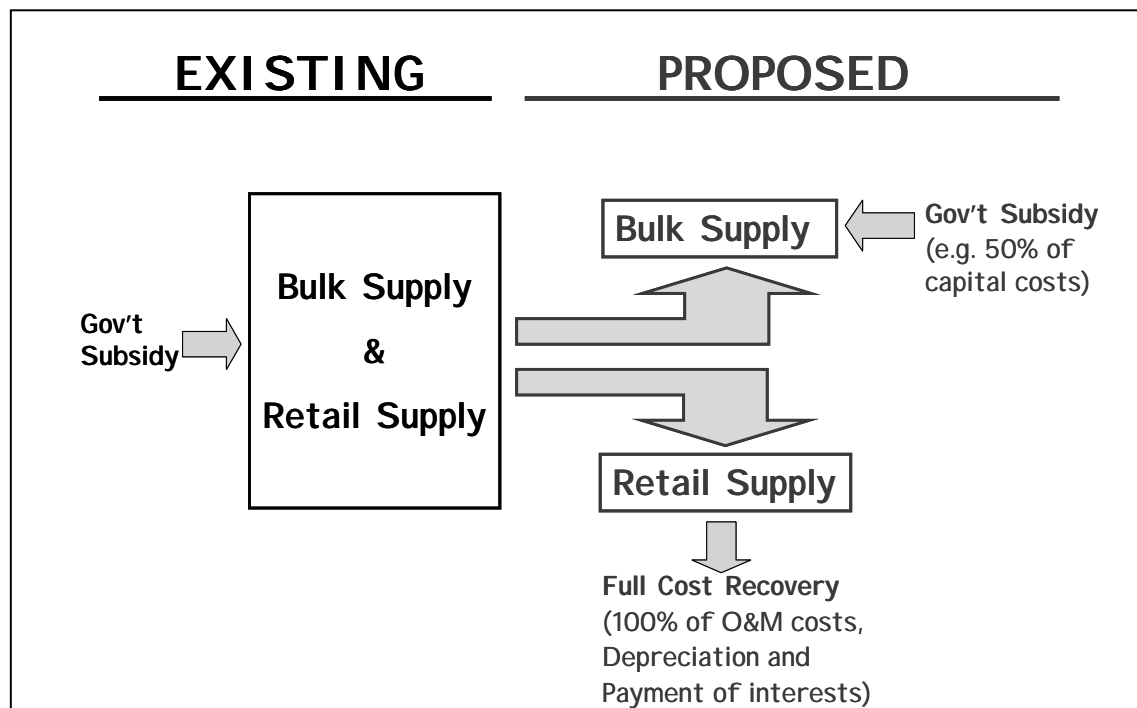 EXISTING
PROPOSED
Gov't
Subsidy
Bulk Supply
&
Retail Supply
Bulk Supply
Gov't Subsidy
(e.g. 50% of
capital costs)
Retail Supply
Full Cost Recovery
(100% of O&M costs,
Depreciation and
Payment of interests)